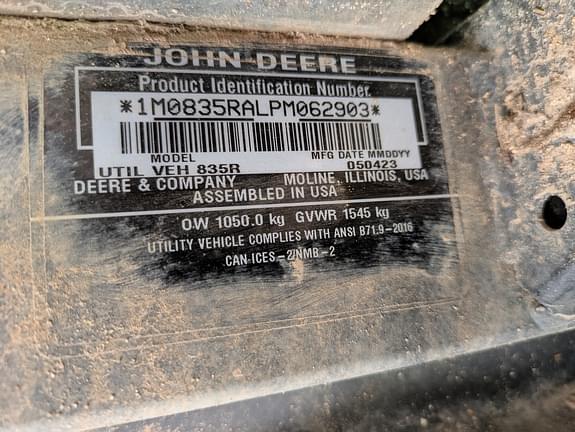 JOHN DEERE
Product Identification Number.
*1M0835RALPM062903*
MODEL MFG DATE MMDDYY
UTIL VEH 835R 050423
DEERE & COMPANY MOLINE, ILLINOIS, USA
ASSEMBLED IN USA
O.W 1050.0 kg GVWR 1545 kg
UTILITY VEHICLE COMPLIES WITH ANSI B71.9-2016
CAN ICES-2/NMB-2